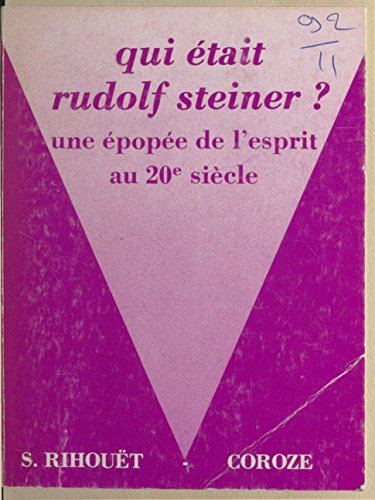 92
11
qui était
rudolf steiner ?
une épopée de l'esprit
au 20e siècle
S. RIHOUËT - COROZE